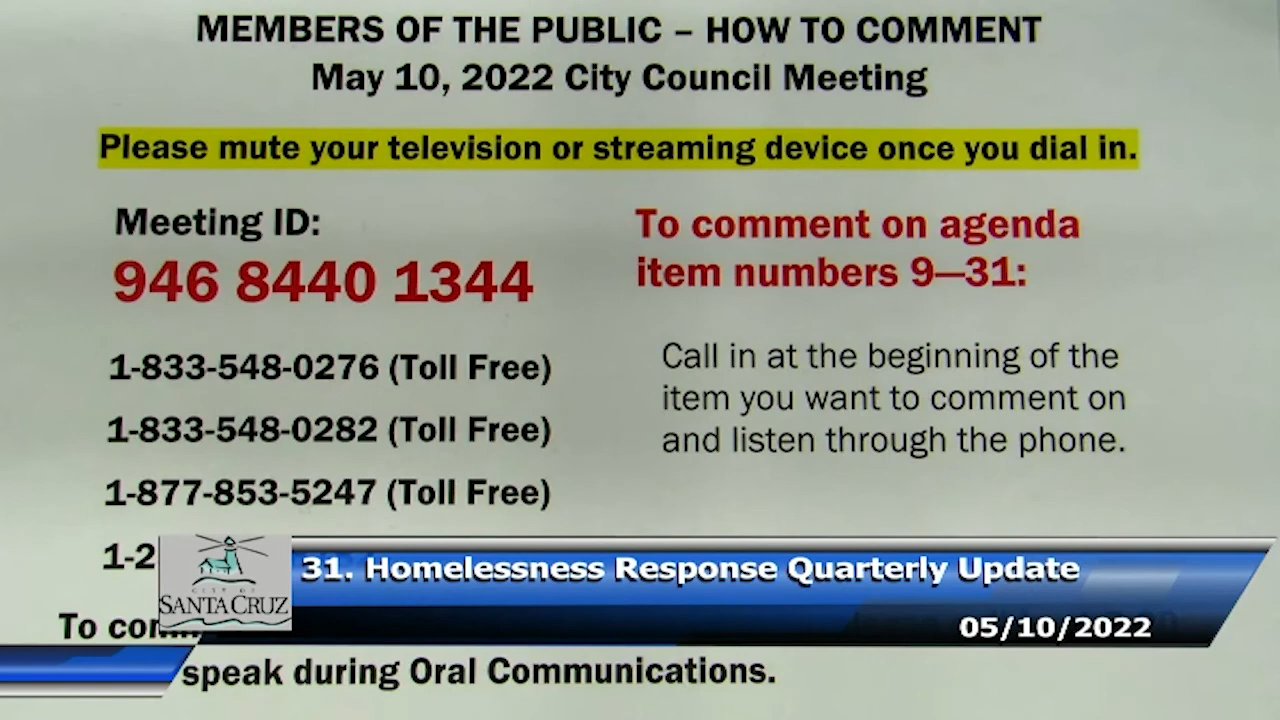 MEMBERS OF THE PUBLIC – HOW TO COMMENT
May 10, 2022 City Council Meeting
Please mute your television or streaming device once you dial in.
Meeting ID:
946 8440 1344
1-833-548-0276 (Toll Free)
1-833-548-0282 (Toll Free)
1-877-853-5247 (Toll Free)
1-2
To comment on agenda
item numbers 9—31:
Call in at the beginning of the
item you want to comment on
and listen through the phone.
31. Homelessness Response Quarterly Update
CITY OF
SANTA CRUZ
05/10/2022
To
speak during Oral Communications.